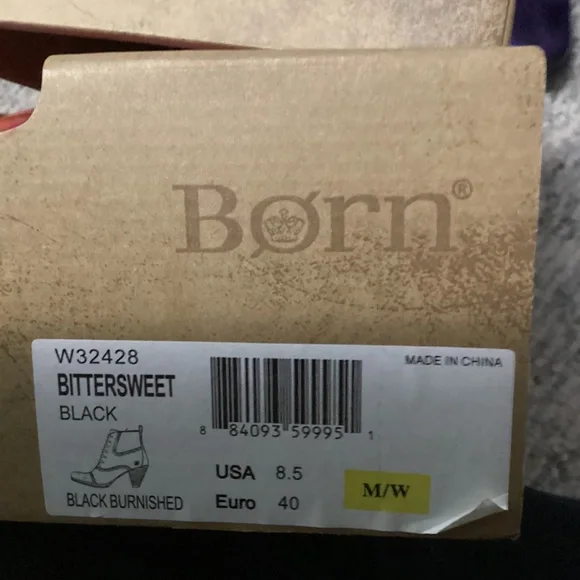 Børn®
W32428
MADE IN CHINA
BITTERSWEET
BLACK
8 84093 59995 1
USA 8.5
Euro 40
M/W
BLACK BURNISHED